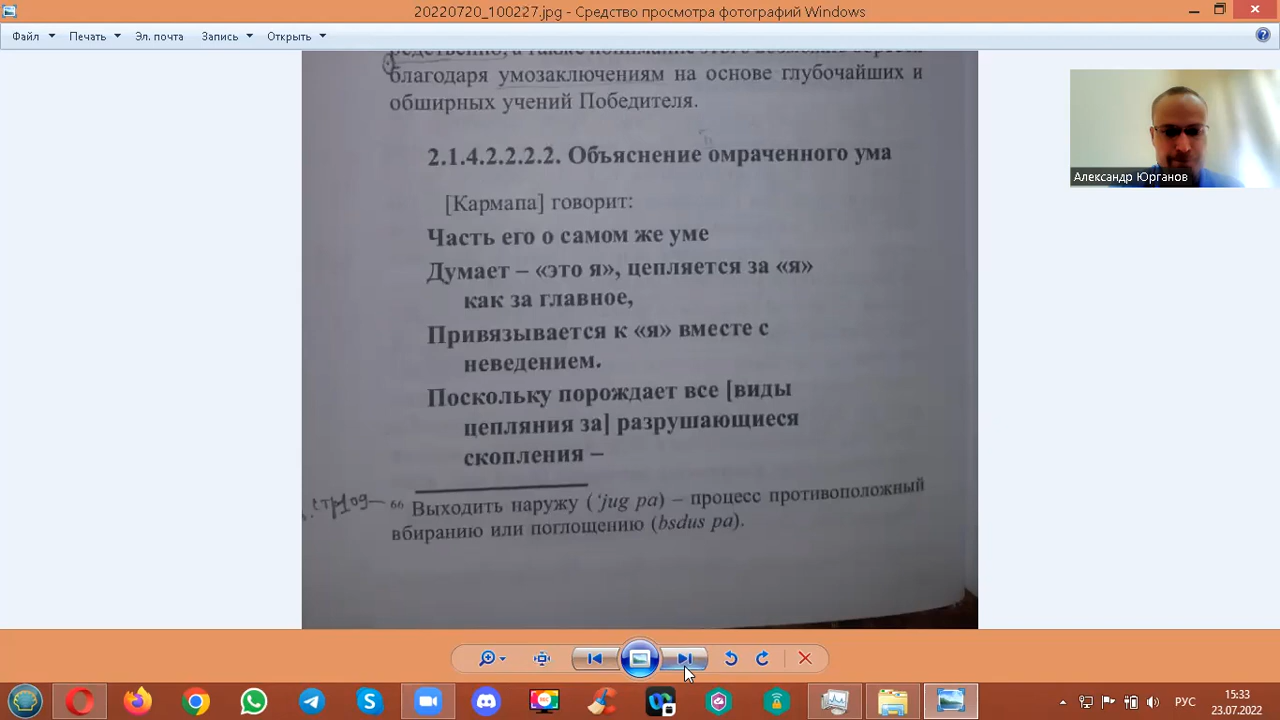 20220720_100227.jpg - Средство просмотра фотографий Windows
Файл Печать Эл. почта Запись Открыть
благодаря умозаключениям на основе глубочайших и
обширных учений Победителя.
2.1.4.2.2.2.2. Объяснение омраченного ума
[Кармапа] говорит:
Часть его о самом же уме
Думает – «это я», цепляется за «я»
как за главное,
Привязывается к «я» вместе с
неведением.
Поскольку порождает все [виды
цепляния за] разрушающиеся
скопления –
66 Выходить наружу (‘jug pa) – процесс противоположный
вбиранию или поглощению (bsdus pa).
Александр Юрганов
РУС
15:33
23.07.2022